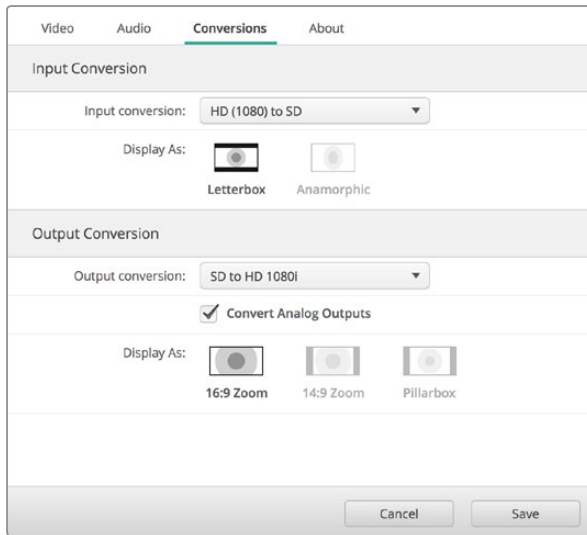 Video Audio Conversions About
Input Conversion
Input conversion: HD (1080) to SD
Display As:
Letterbox Anamorphic
Output Conversion
Output conversion: SD to HD 1080i
Convert Analog Outputs
Display As:
16:9 Zoom 14:9 Zoom Pillarbox
Cancel Save